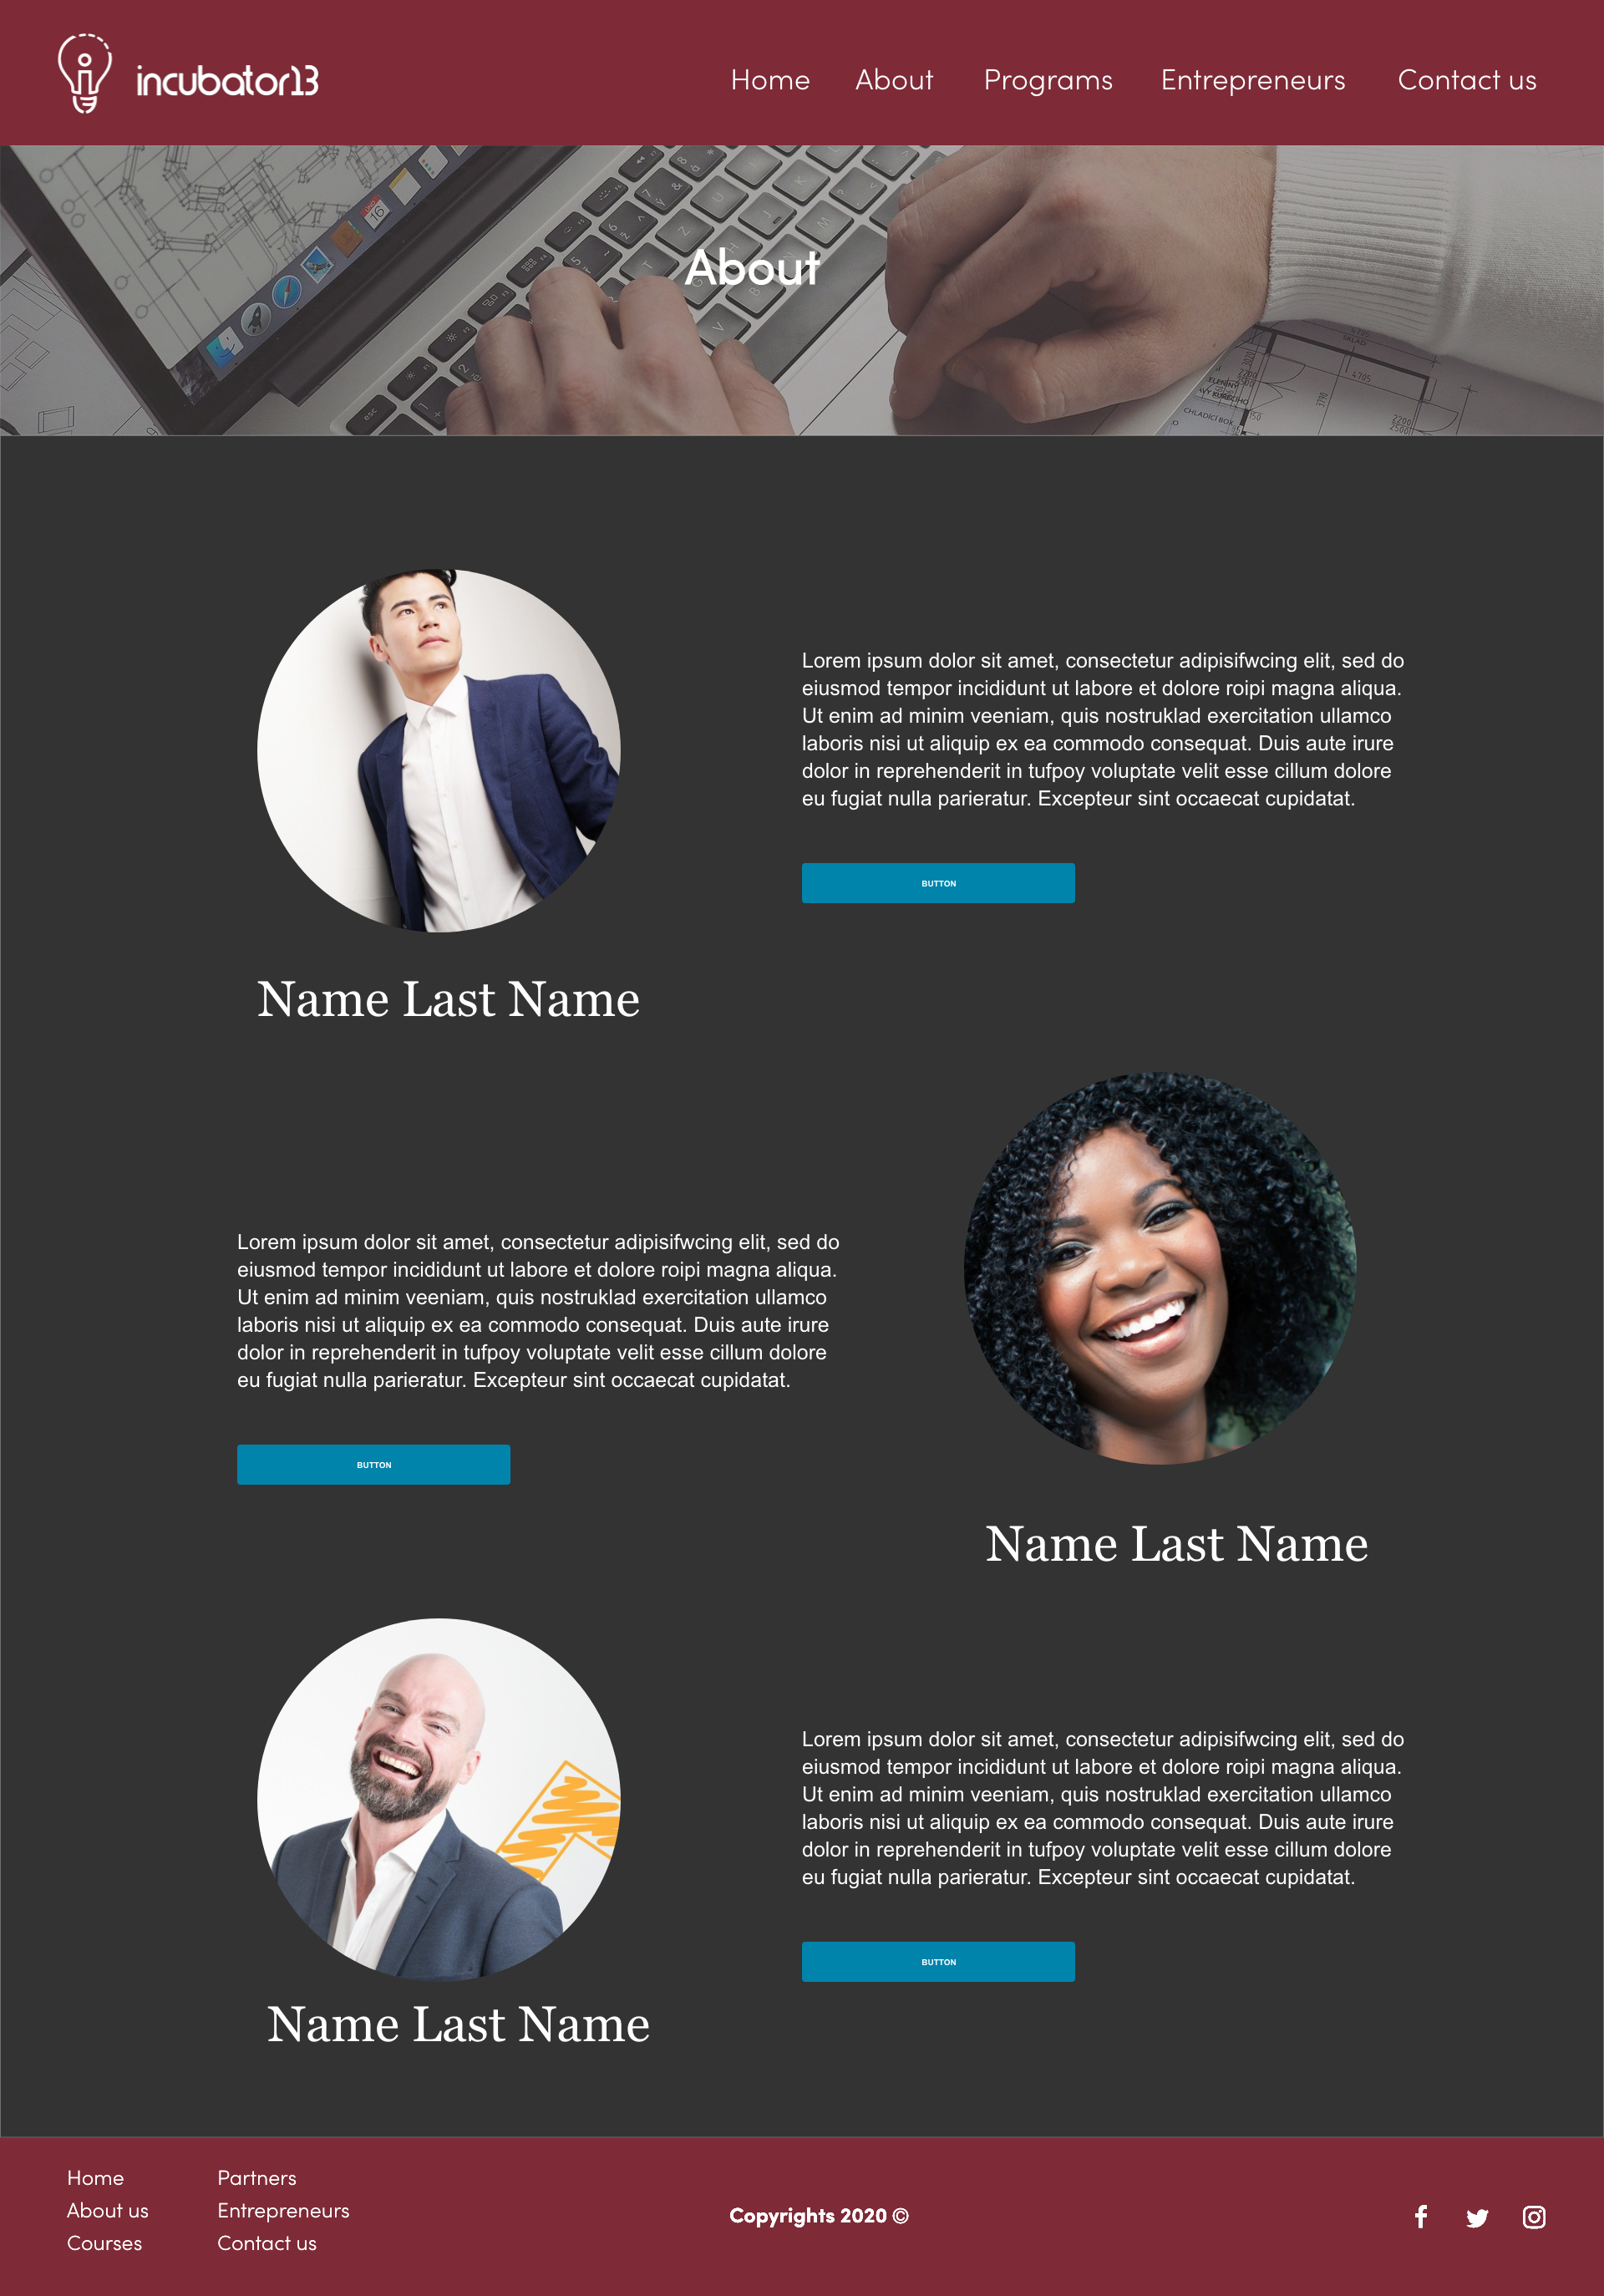 incubator13
Home About Programs Entrepreneurs Contact us
About
Lorem ipsum dolor sit amet, consectetur adipisifwcing elit, sed do
eiusmod tempor incididunt ut labore et dolore roipi magna aliqua.
Ut enim ad minim veeniam, quis nostruklad exercitation ullamco
laboris nisi ut aliquip ex ea commodo consequat. Duis aute irure
dolor in reprehenderit in tufpoy voluptate velit esse cillum dolore
eu fugiat nulla parieratur. Excepteur sint occaecat cupidatat.
BUTTON
Name Last Name
Lorem ipsum dolor sit amet, consectetur adipisifwcing elit, sed do
eiusmod tempor incididunt ut labore et dolore roipi magna aliqua.
Ut enim ad minim veeniam, quis nostruklad exercitation ullamco
laboris nisi ut aliquip ex ea commodo consequat. Duis aute irure
dolor in reprehenderit in tufpoy voluptate velit esse cillum dolore
eu fugiat nulla parieratur. Excepteur sint occaecat cupidatat.
BUTTON
Name Last Name
Lorem ipsum dolor sit amet, consectetur adipisifwcing elit, sed do
eiusmod tempor incididunt ut labore et dolore roipi magna aliqua.
Ut enim ad minim veeniam, quis nostruklad exercitation ullamco
laboris nisi ut aliquip ex ea commodo consequat. Duis aute irure
dolor in reprehenderit in tufpoy voluptate velit esse cillum dolore
eu fugiat nulla parieratur. Excepteur sint occaecat cupidatat.
BUTTON
Name Last Name
Home
About us
Courses
Partners
Entrepreneurs
Contact us
Copyrights 2020 ©